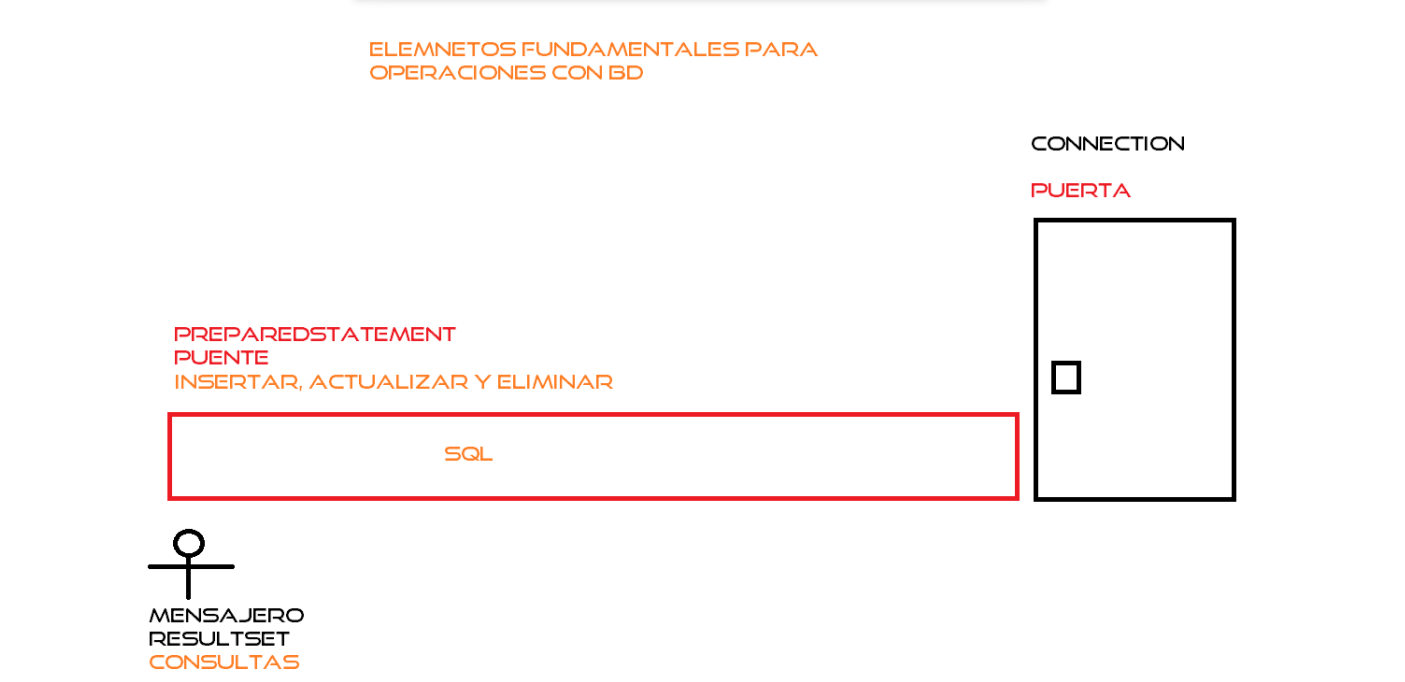 ELEMNETOS FUNDAMENTALES PARA
OPERACIONES CON BD
CONNECTION
PUERTA
PREPAREDSTATEMENT
PUENTE
INSERTAR, ACTUALIZAR Y ELIMINAR
SQL
MENSAJERO
RESULTSET
CONSULTAS